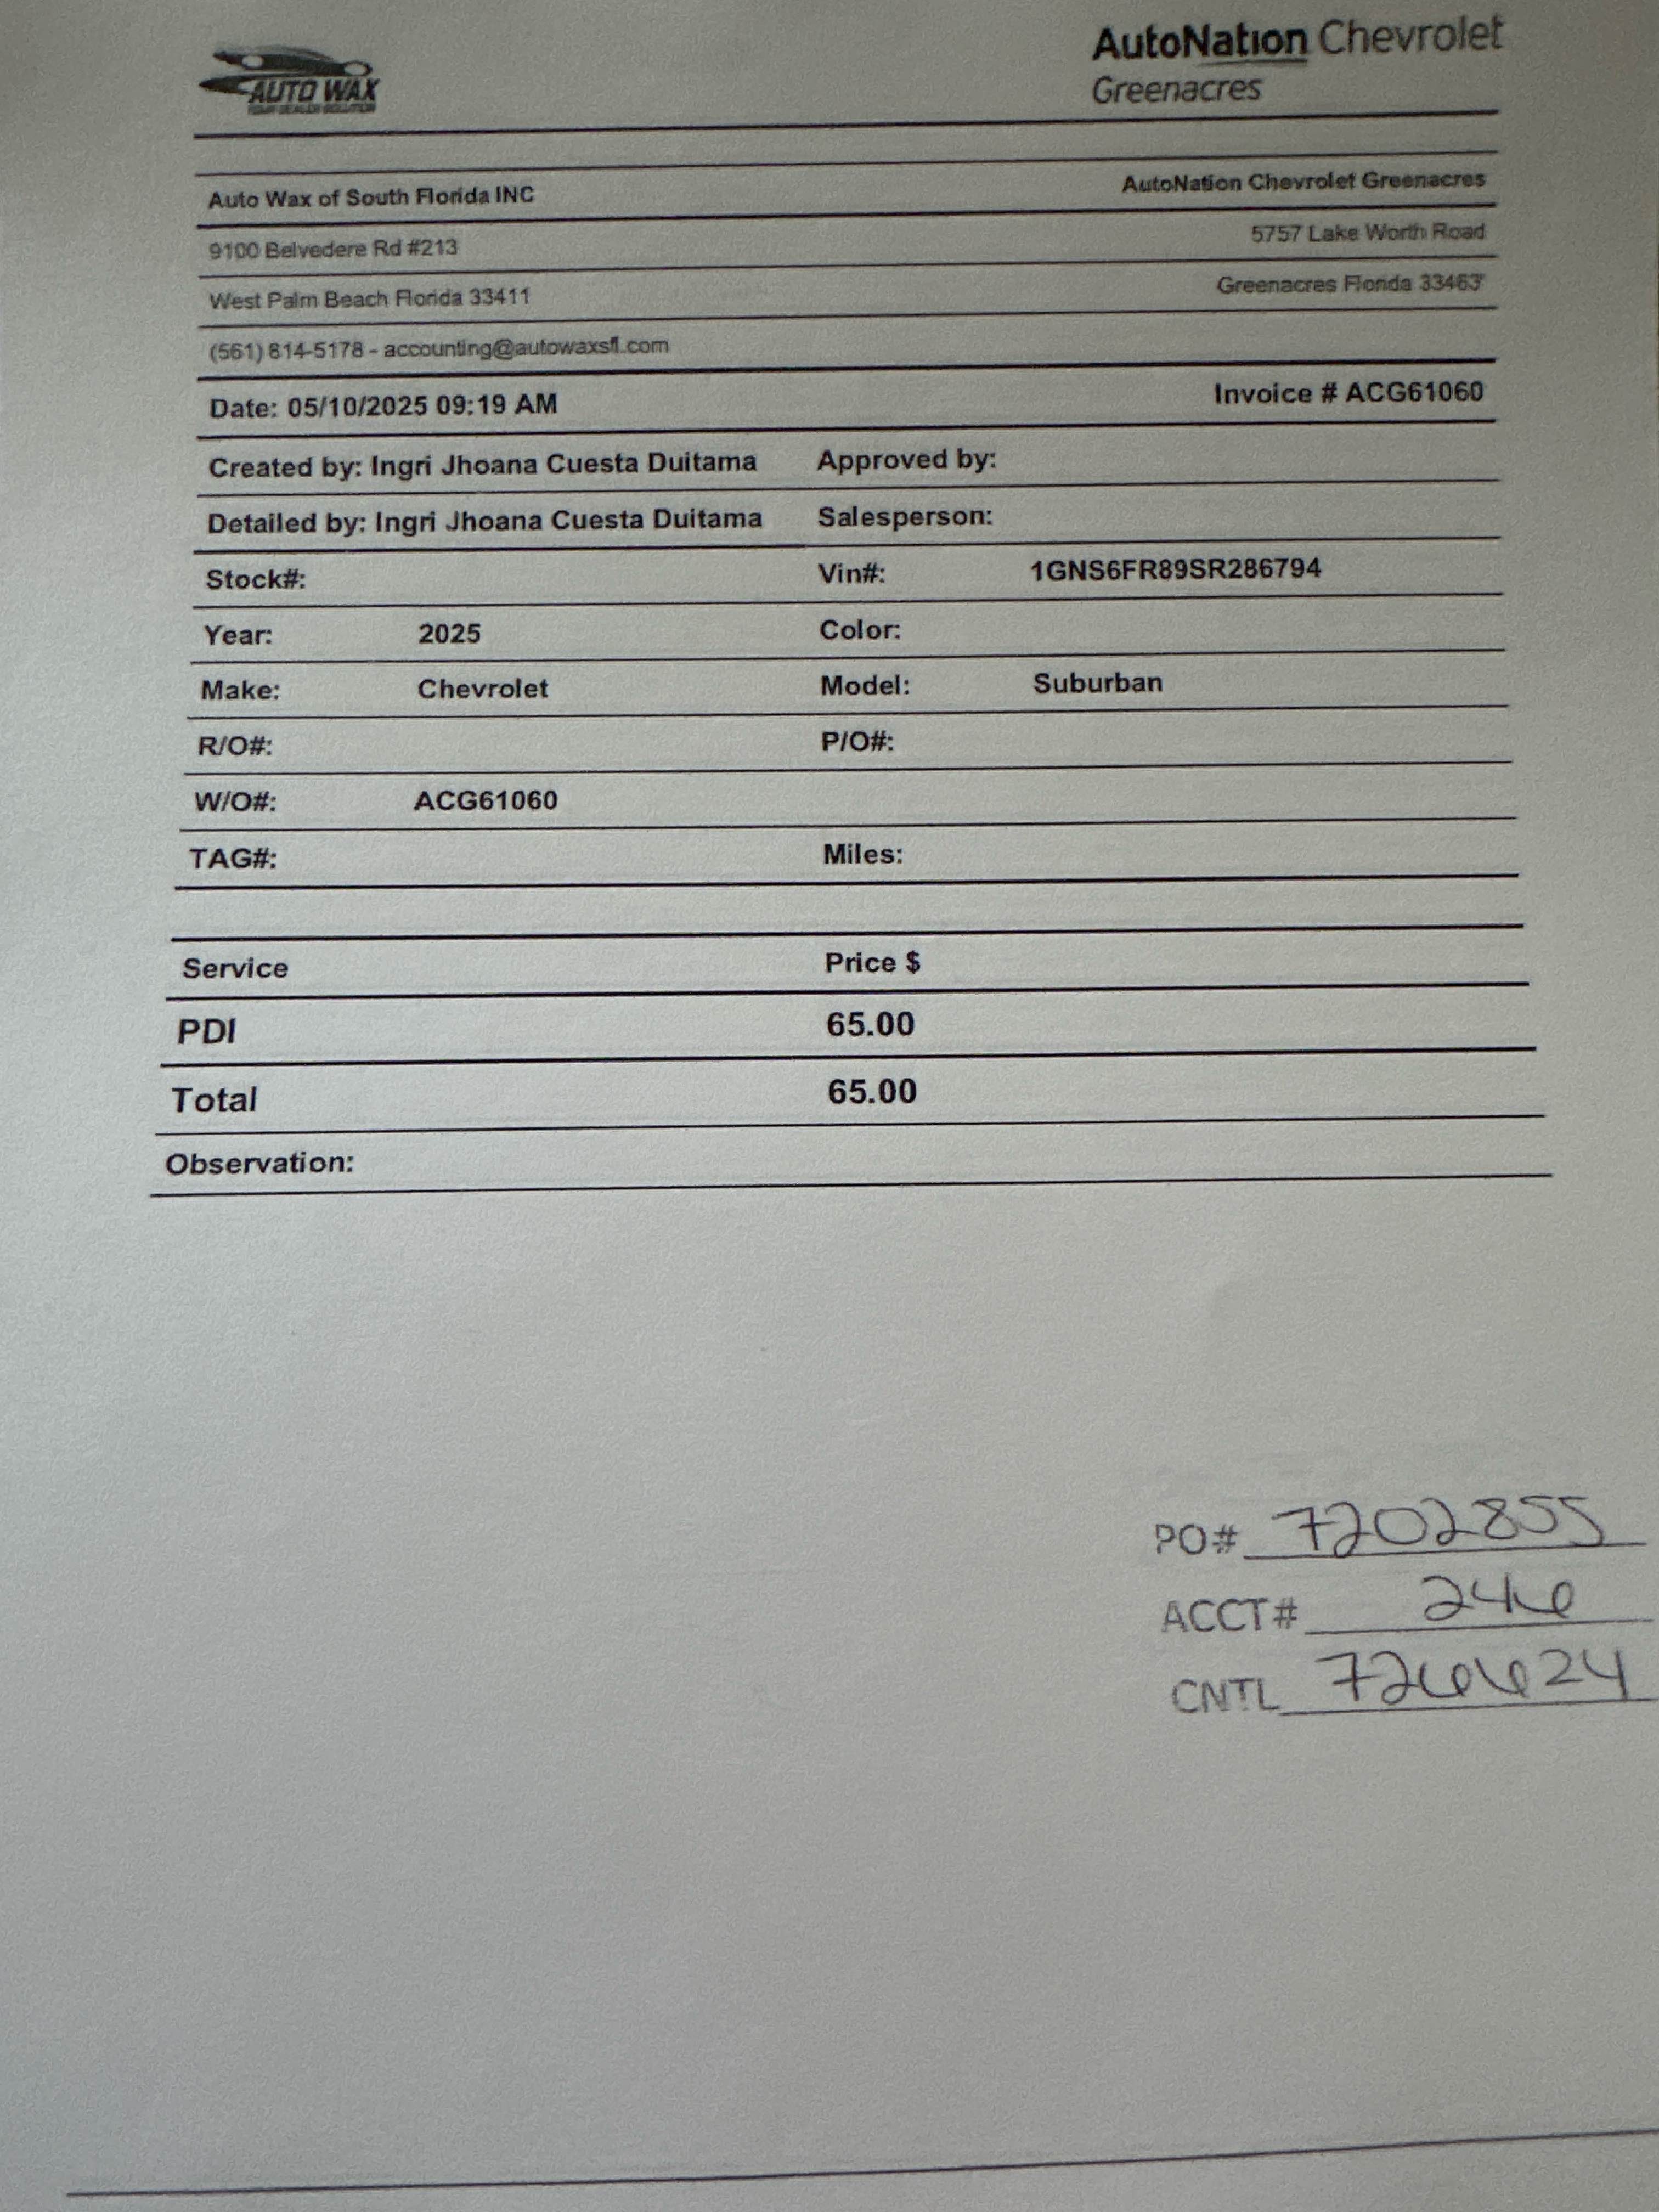 AUTO WAX
YOUR DEALER SOLUTION
AutoNation Chevrolet
Greenacres
Auto Wax of South Florida INC AutoNation Chevrolet Greenacres
9100 Belvedere Rd #213 5757 Lake Worth Road
West Palm Beach Florida 33411 Greenacres Florida 33463
(561) 814-5178 - accounting@autowaxsfl.com
Date: 05/10/2025 09:19 AM Invoice # ACG61060
Created by: Ingri Jhoana Cuesta Duitama Approved by:
Detailed by: Ingri Jhoana Cuesta Duitama Salesperson:
Stock#: Vin#: 1GNS6FR89SR286794
Year: 2025 Color:
Make: Chevrolet Model: Suburban
R/O#: P/O#:
W/O#: ACG61060
TAG#: Miles:
Service Price $
PDI 65.00
Total 65.00
Observation:
PO# 7202855
ACCT# 246
CNTL 726624